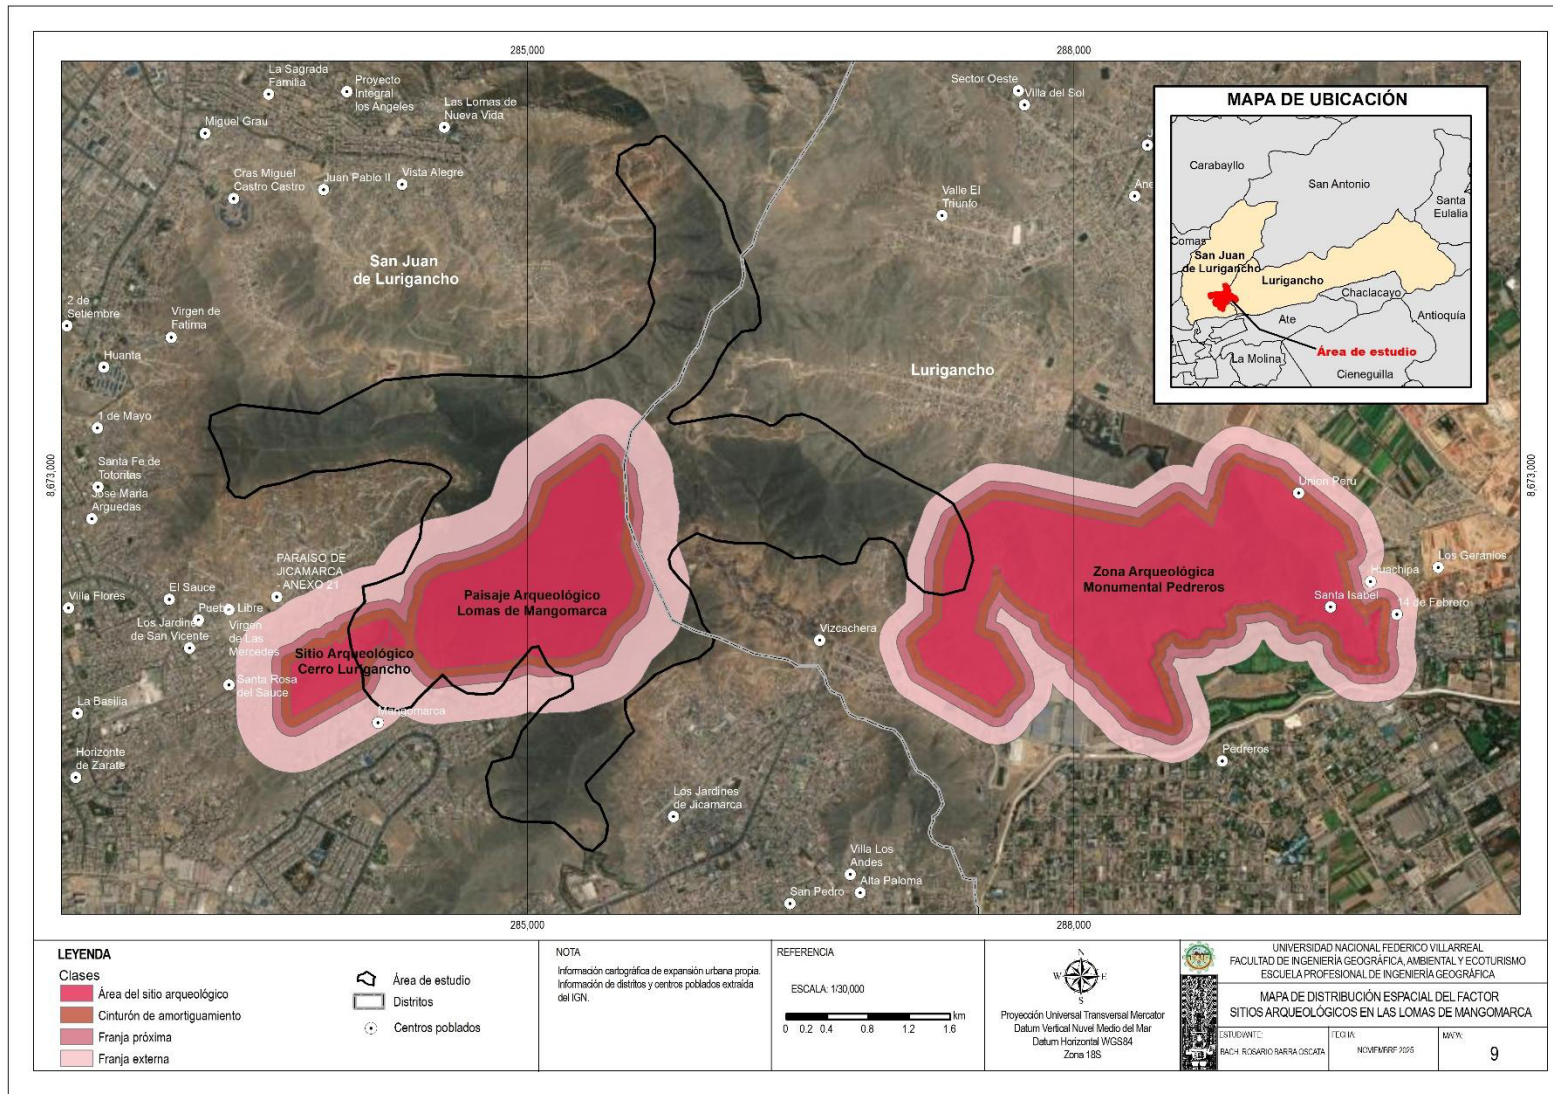 285,000
288,000
La Sagrada
Familia
Proyecto
Integral
los Angeles
Las Lomas de
Nueva Vida
Miguel Grau
Cras Miguel
Castro Castro
Juan Pablo II
Vista Alegre
Sector Oeste
Villa del Sol
Valle El
Triunfo
Ane
San Juan
de Lurigancho
Lurigancho
2 de
Setiembre
Virgen de
Fatima
Huanta
1 de Mayo
Santa Fe de
Totoritas
Jose Maria
Arguedas
8,673,000
8,673,000
PARAISO DE
JICAMARCA
- ANEXO 21
El Sauce
Villa Flores
Pueblo Libre
Los Jardines
de San Vicente
Virgen
de Las
Mercedes
Santa Rosa
del Sauce
La Basilia
Horizonte
de Zarate
Mangomarca
Paisaje Arqueológico
Lomas de Mangomarca
Sitio Arqueológico
Cerro Lurigancho
Zona Arqueológica
Monumental Pedreros
Union Peru
Los Geranios
Huachipa
Santa Isabel
14 de Febrero
Vizcachera
Pedreros
Los Jardines
de Jicamarca
Villa Los
Andes
Alta Paloma
San Pedro
285,000
288,000
MAPA DE UBICACIÓN
Carabayllo
San Antonio
Santa
Eulalia
Comas
San Juan
de Lurigancho
Lurigancho
Chaclacayo
Ate
Antioquía
La Molina
Área de estudio
Cieneguilla
LEYENDA
Clases
Área del sitio arqueológico
Cinturón de amortiguamiento
Franja próxima
Franja externa
Área de estudio
Distritos
Centros poblados
NOTA
Información cartográfica de expansión urbana propia.
Información de distritos y centros poblados extraída
del IGN.
REFERENCIA
ESCALA: 1/30,000
km
0 0.2 0.4 0.8 1.2 1.6
N
W E
S
Proyección Universal Transversal Mercator
Datum Vertical Nuvel Medio del Mar
Datum Horizontal WGS84
Zona 18S
UNIVERSIDAD NACIONAL FEDERICO VILLARREAL
FACULTAD DE INGENIERÍA GEOGRÁFICA, AMBIENTAL Y ECOTURISMO
ESCUELA PROFESIONAL DE INGENIERÍA GEOGRÁFICA
MAPA DE DISTRIBUCIÓN ESPACIAL DEL FACTOR
SITIOS ARQUEOLÓGICOS EN LAS LOMAS DE MANGOMARCA
ESTUDIANTE:
BACH. ROSARIO BARRA OSCATA
FECHA:
NOVIEMBRE 2025
MAPA:
9